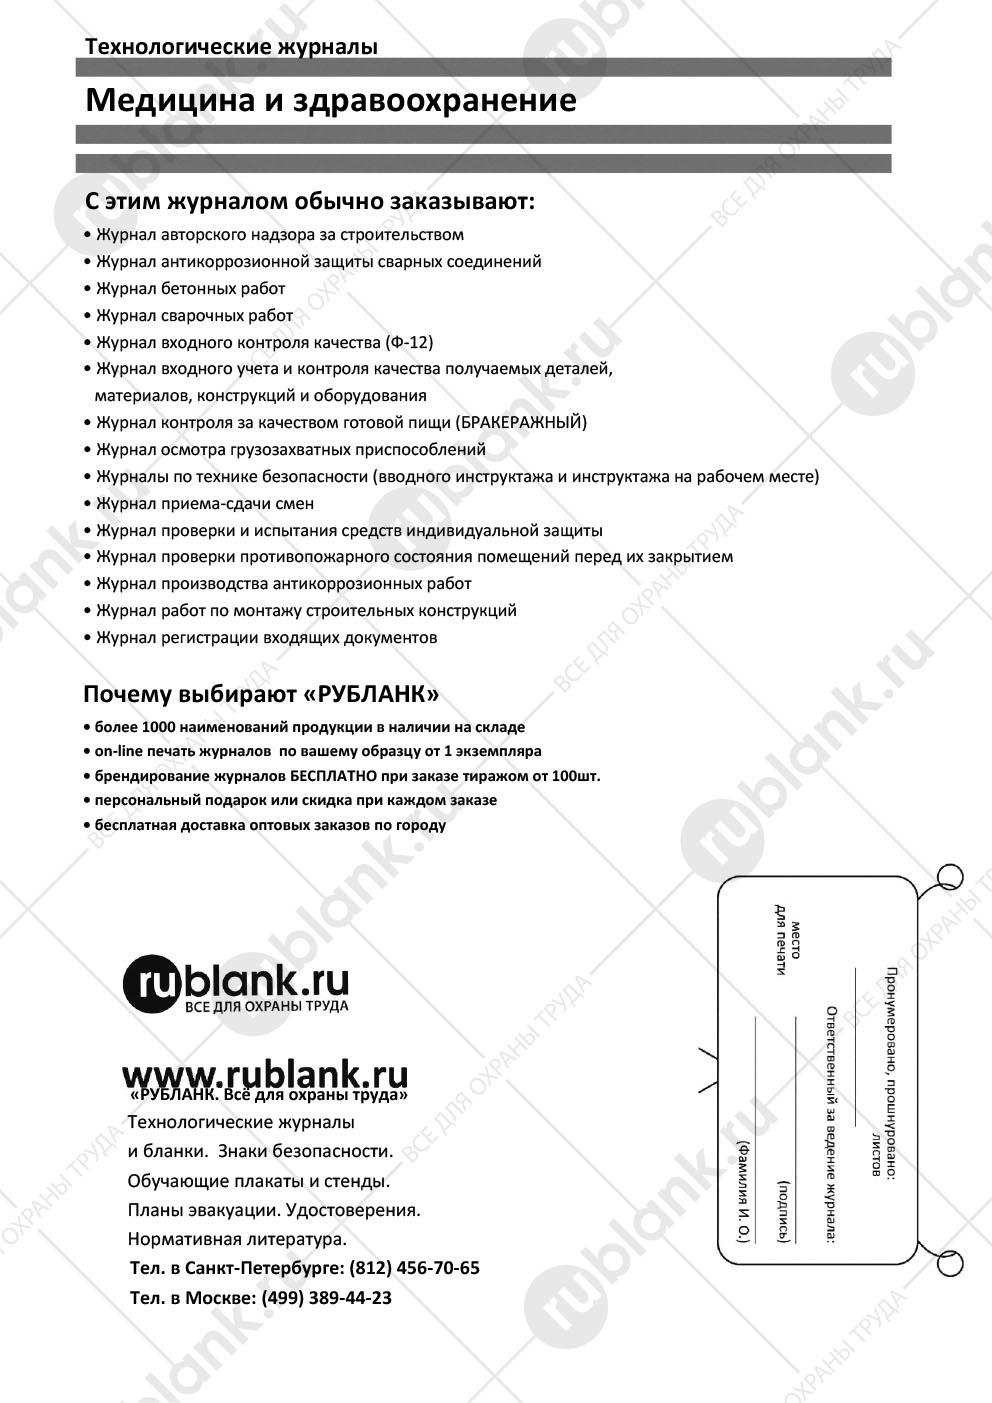 Технологические журналы
Медицина и здравоохранение
С этим журналом обычно заказывают:
• Журнал авторского надзора за строительством
• Журнал антикоррозионной защиты сварных соединений
• Журнал бетонных работ
• Журнал сварочных работ
• Журнал входного контроля качества (Ф-12)
• Журнал входного учета и контроля качества получаемых деталей,
материалов, конструкций и оборудования
• Журнал контроля за качеством готовой пищи (БРАКЕРАЖНЫЙ)
• Журнал осмотра грузозахватных приспособлений
• Журналы по технике безопасности (вводного инструктажа и инструктажа на рабочем месте)
• Журнал приема-сдачи смен
• Журнал проверки и испытания средств индивидуальной защиты
• Журнал проверки противопожарного состояния помещений перед их закрытием
• Журнал производства антикоррозионных работ
• Журнал работ по монтажу строительных конструкций
• Журнал регистрации входящих документов
Почему выбирают «РУБЛАНК»
• более 1000 наименований продукции в наличии на складе
• on-line печать журналов по вашему образцу от 1 экземпляра
• брендирование журналов БЕСПЛАТНО при заказе тиражом от 100шт.
• персональный подарок или скидка при каждом заказе
• бесплатная доставка оптовых заказов по городу
rublank.ru
ВСЕ ДЛЯ ОХРАНЫ ТРУДА
www.rublank.ru
«РУБЛАНК. Всё для охраны труда»
Технологические журналы
и бланки. Знаки безопасности.
Обучающие плакаты и стенды.
Планы эвакуации. Удостоверения.
Нормативная литература.
Тел. в Санкт-Петербурге: (812) 456-70-65
Тел. в Москве: (499) 389-44-23
Пронумеровано, прошнуровано:
листов
Ответственный за ведение журнала:
место
для печати
(подпись)
(Фамилия И. О.)